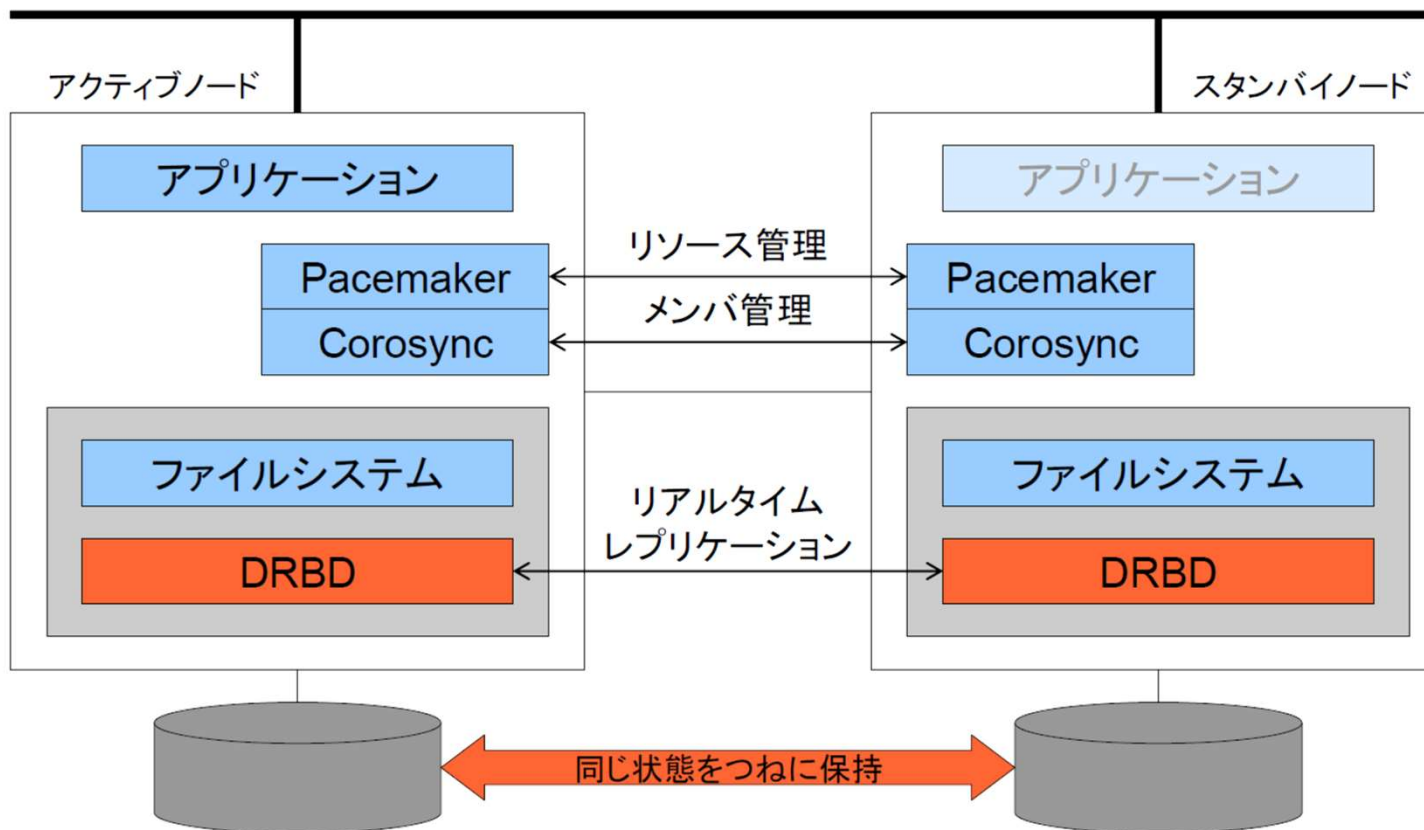 アクティブノード
スタンバイノード
アプリケーション
アプリケーション
リソース管理
Pacemaker
Pacemaker
メンバ管理
Corosync
Corosync
ファイルシステム
ファイルシステム
リアルタイム
レプリケーション
DRBD
DRBD
同じ状態をつねに保持